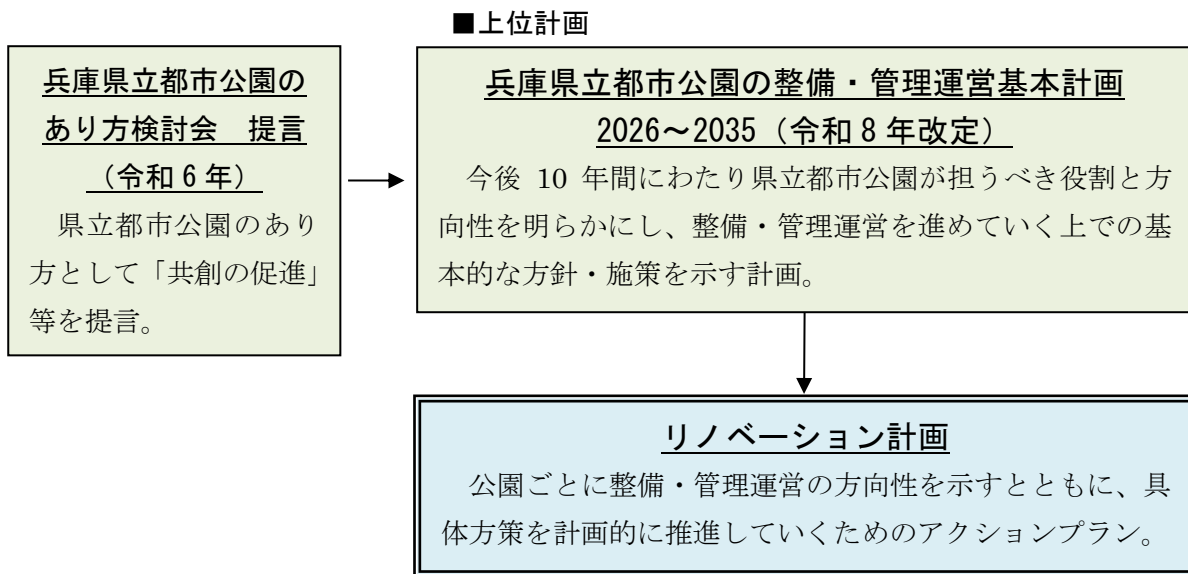 ■上位計画
兵庫県立都市公園の
あり方検討会　提言
（令和６年）
県立都市公園のあり
方として「共創の促進」
等を提言。
兵庫県立都市公園の整備・管理運営基本計画
2026～2035（令和８年改定）
今後 10 年間にわたり県立都市公園が担うべき役割と方
向性を明らかにし、整備・管理運営を進めていく上での基
本的な方針・施策を示す計画。
リノベーション計画
公園ごとに整備・管理運営の方向性を示すとともに、具
体方策を計画的に推進していくためのアクションプラン。